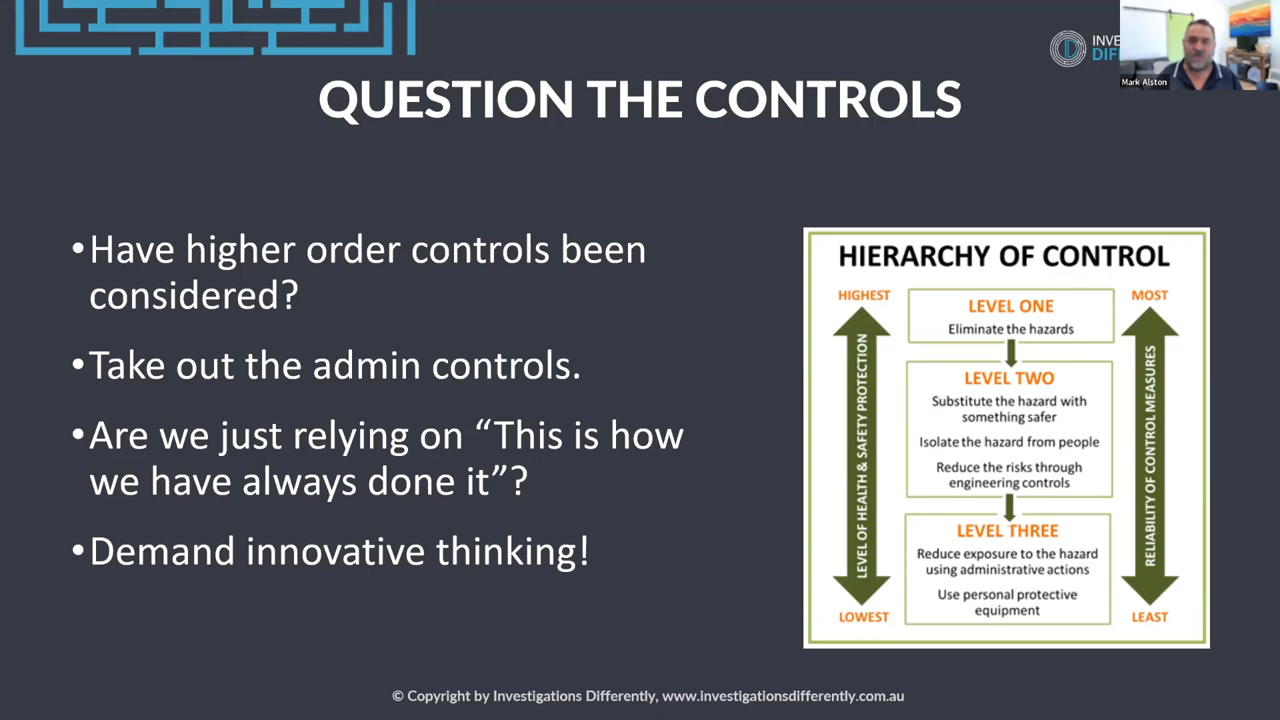 QUESTION THE CONTROLS
Mark Alston
•Have higher order controls been
considered?
•Take out the admin controls.
•Are we just relying on “This is how
we have always done it”?
•Demand innovative thinking!
HIERARCHY OF CONTROL
HIGHEST
MOST
LEVEL ONE
Eliminate the hazards
LEVEL TWO
Substitute the hazard with
something safer
Isolate the hazard from people
Reduce the risks through
engineering controls
LEVEL THREE
Reduce exposure to the hazard
using administrative actions
Use personal protective
equipment
LEVEL OF HEALTH & SAFETY PROTECTION
RELIABILITY OF CONTROL MEASURES
LOWEST
LEAST
© Copyright by Investigations Differently, www.investigationsdifferently.com.au